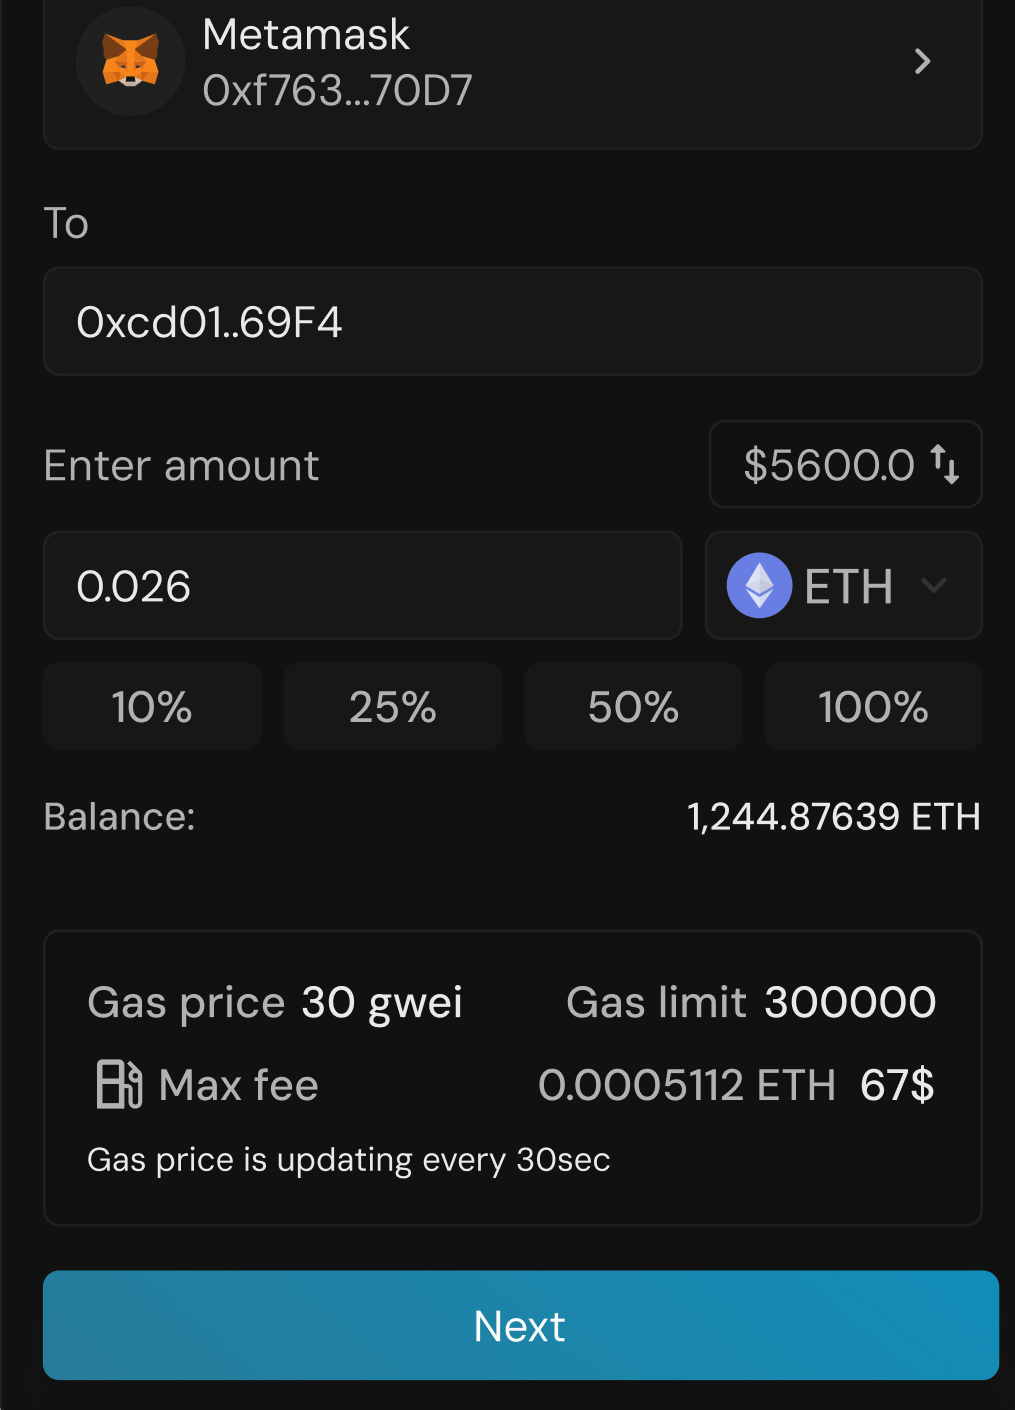 Metamask
0xf763...70D7
To
0xcd01..69F4
Enter amount
$5600.0
0.026
ETH
10%
25%
50%
100%
Balance:
1,244.87639 ETH
Gas price 30 gwei
Gas limit 300000
Max fee
0.0005112 ETH 67$
Gas price is updating every 30sec
Next